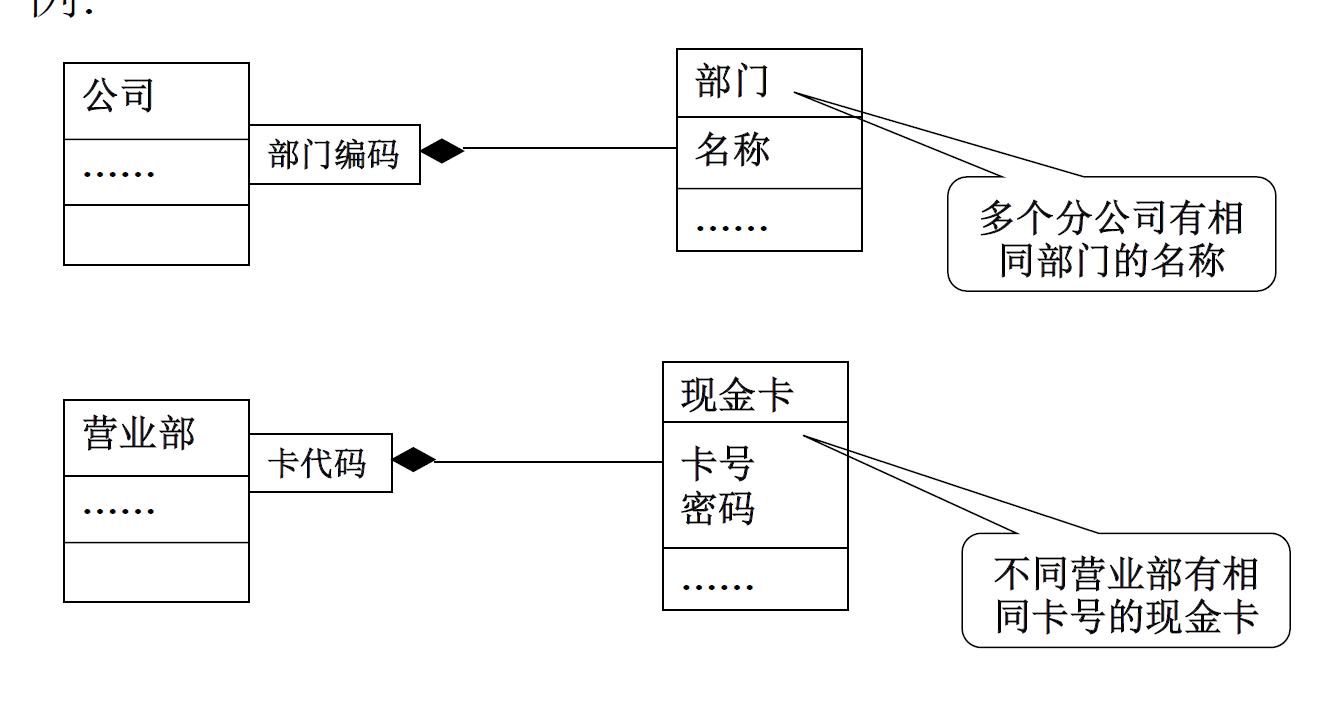 例:
公司
……
部门编码
部门
名称
……
多个分公司有相
同部门的名称
营业部
……
卡代码
现金卡
卡号
密码
……
不同营业部有相
同卡号的现金卡